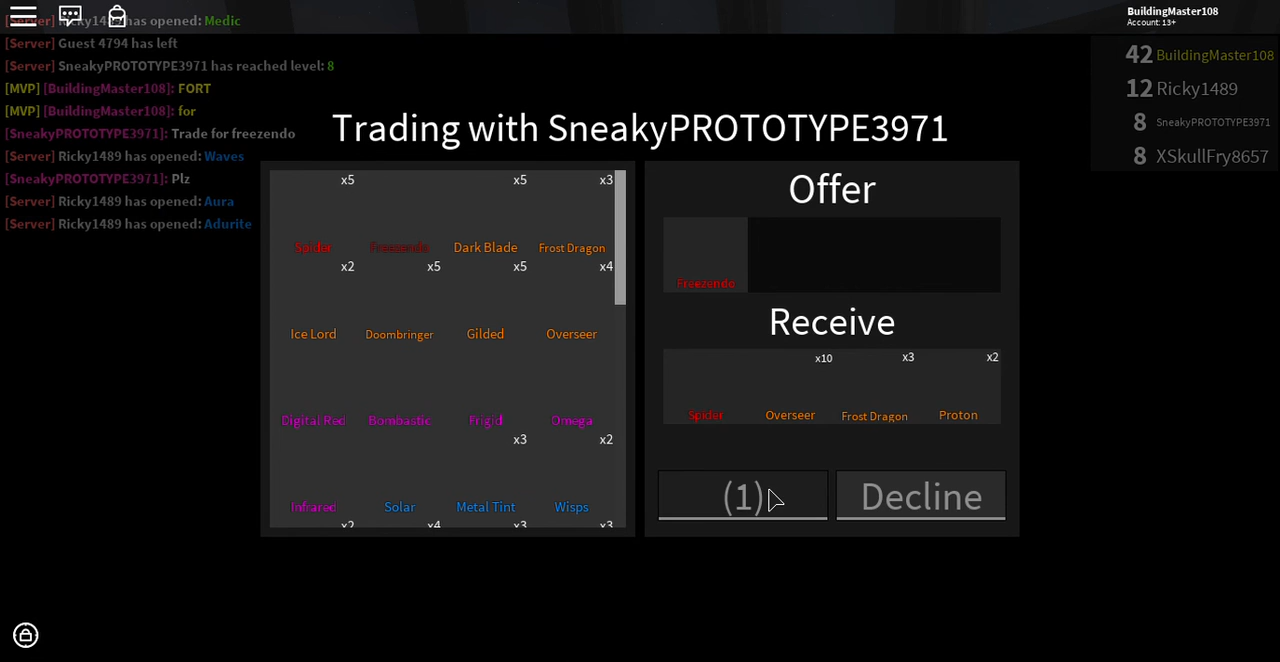 [Server] Ricky1489 has opened: Medic
[Server] Guest 4794 has left
[Server] SneakyPROTOTYPE3971 has reached level: 8
[MVP] [BuildingMaster108]: FORT
[MVP] [BuildingMaster108]: for
[SneakyPROTOTYPE3971]: Trade for freezendo
[Server] Ricky1489 has opened: Waves
[SneakyPROTOTYPE3971]: Plz
[Server] Ricky1489 has opened: Aura
[Server] Ricky1489 has opened: Adurite
BuildingMaster108
Account: 13+
42 BuildingMaster108
12 Ricky1489
8 SneakyPROTOTYPE3971
8 XSkullFry8657
Trading with SneakyPROTOTYPE3971
x5 x5 x3
Spider Freezendo Dark Blade Frost Dragon
x2 x5 x5 x4
Ice Lord Doombringer Gilded Overseer
Digital Red Bombastic Frigid Omega
x3 x2
Infrared Solar Metal Tint Wisps
x2 x4 x3 x3
Offer
Freezendo
Receive
x10 x3 x2
Spider Overseer Frost Dragon Proton
(1) Decline